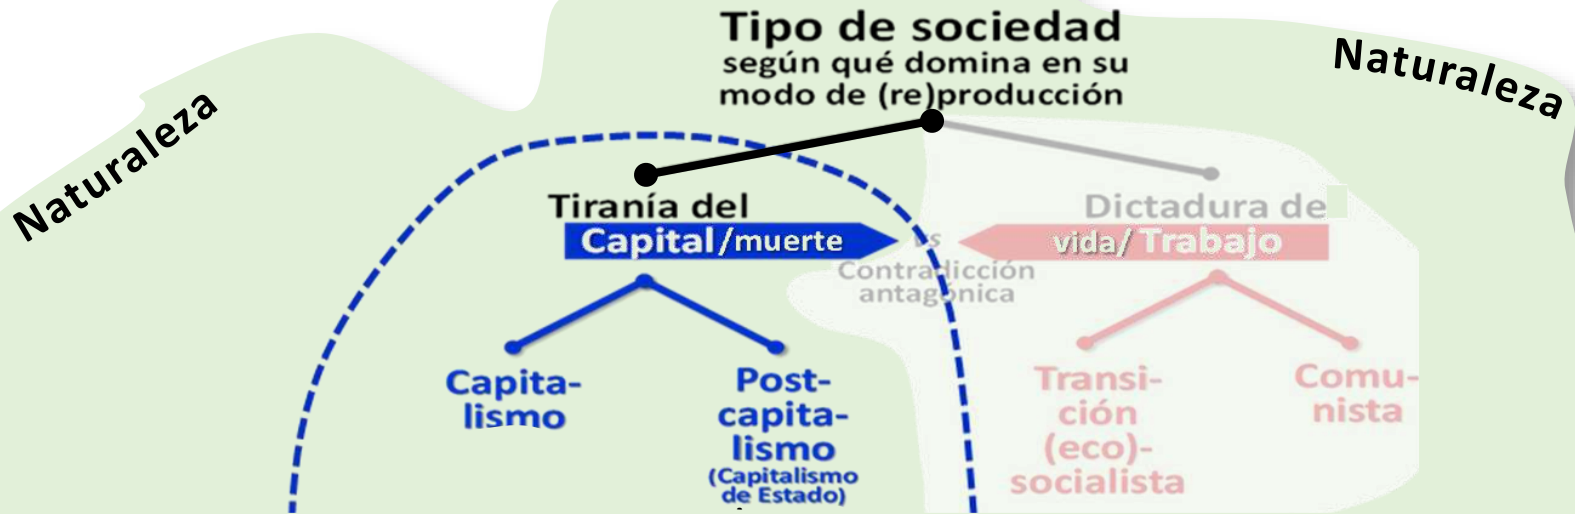 Tipo de sociedad
según qué domina en su
modo de (re)producción
Naturaleza
Naturaleza
Tiranía del
Capital/muerte
vs
Contradicción
antagónica
Dictadura de
vida/ Trabajo
Capita-
lismo
Post-
capita-
lismo
(Capitalismo
de Estado)
Transi-
ción
(eco)-
socialista
Comu-
nista